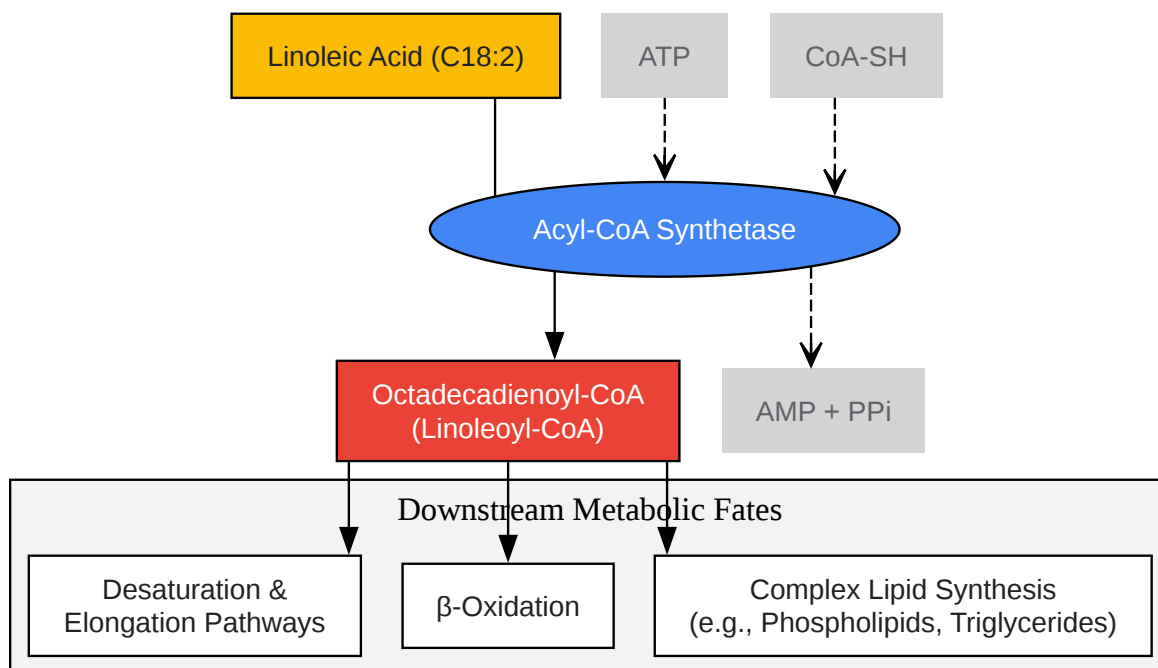 Linoleic Acid (C18:2)
ATP
CoA-SH
Acyl-CoA Synthetase
Octadecadienoyl-CoA
(Linoleoyl-CoA)
AMP + PPi
Downstream Metabolic Fates
Desaturation &
Elongation Pathways
β-Oxidation
Complex Lipid Synthesis
(e.g., Phospholipids, Triglycerides)